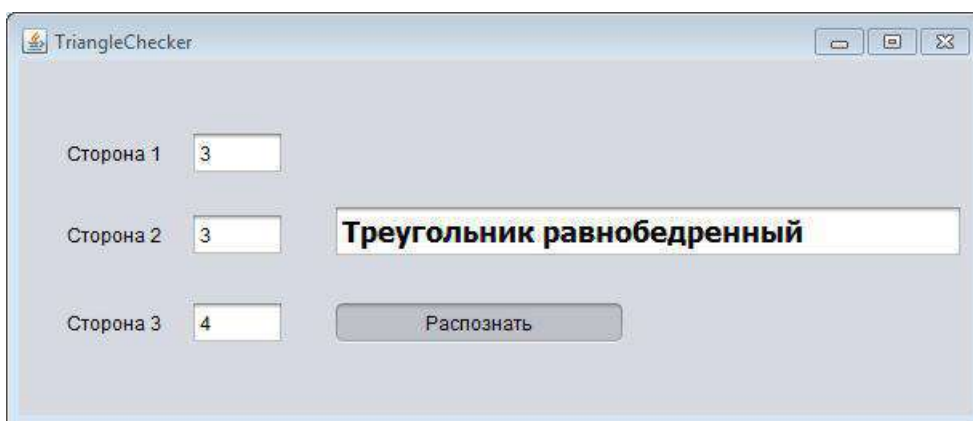 TriangleChecker
Сторона 1 3
Сторона 2 3 Треугольник равнобедренный
Сторона 3 4 Распознать